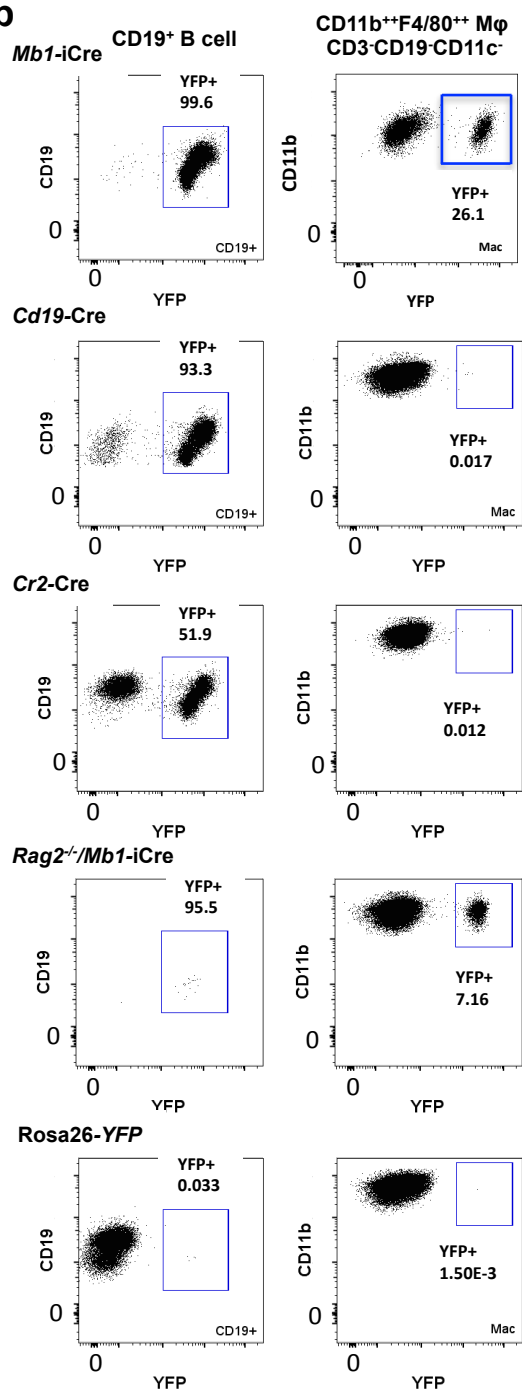 b
CD19⁺ B cell
CD11b⁺⁺F4/80⁺⁺ Mφ
CD3⁻CD19⁻CD11c⁻
Mb1-iCre
YFP+
99.6
CD19
0
CD19+
0
YFP
CD11b
YFP+
26.1
0
Mac
0
YFP
Cd19-Cre
YFP+
93.3
CD19
0
CD19+
0
YFP
CD11b
YFP+
0.017
0
Mac
0
YFP
Cr2-Cre
YFP+
51.9
CD19
0
0
YFP
CD11b
YFP+
0.012
0
0
YFP
Rag2⁻/⁻/Mb1-iCre
YFP+
95.5
CD19
0
0
YFP
CD11b
YFP+
7.16
0
0
YFP
Rosa26-YFP
YFP+
0.033
CD19
0
CD19+
0
YFP
CD11b
YFP+
1.50E-3
0
Mac
0
YFP